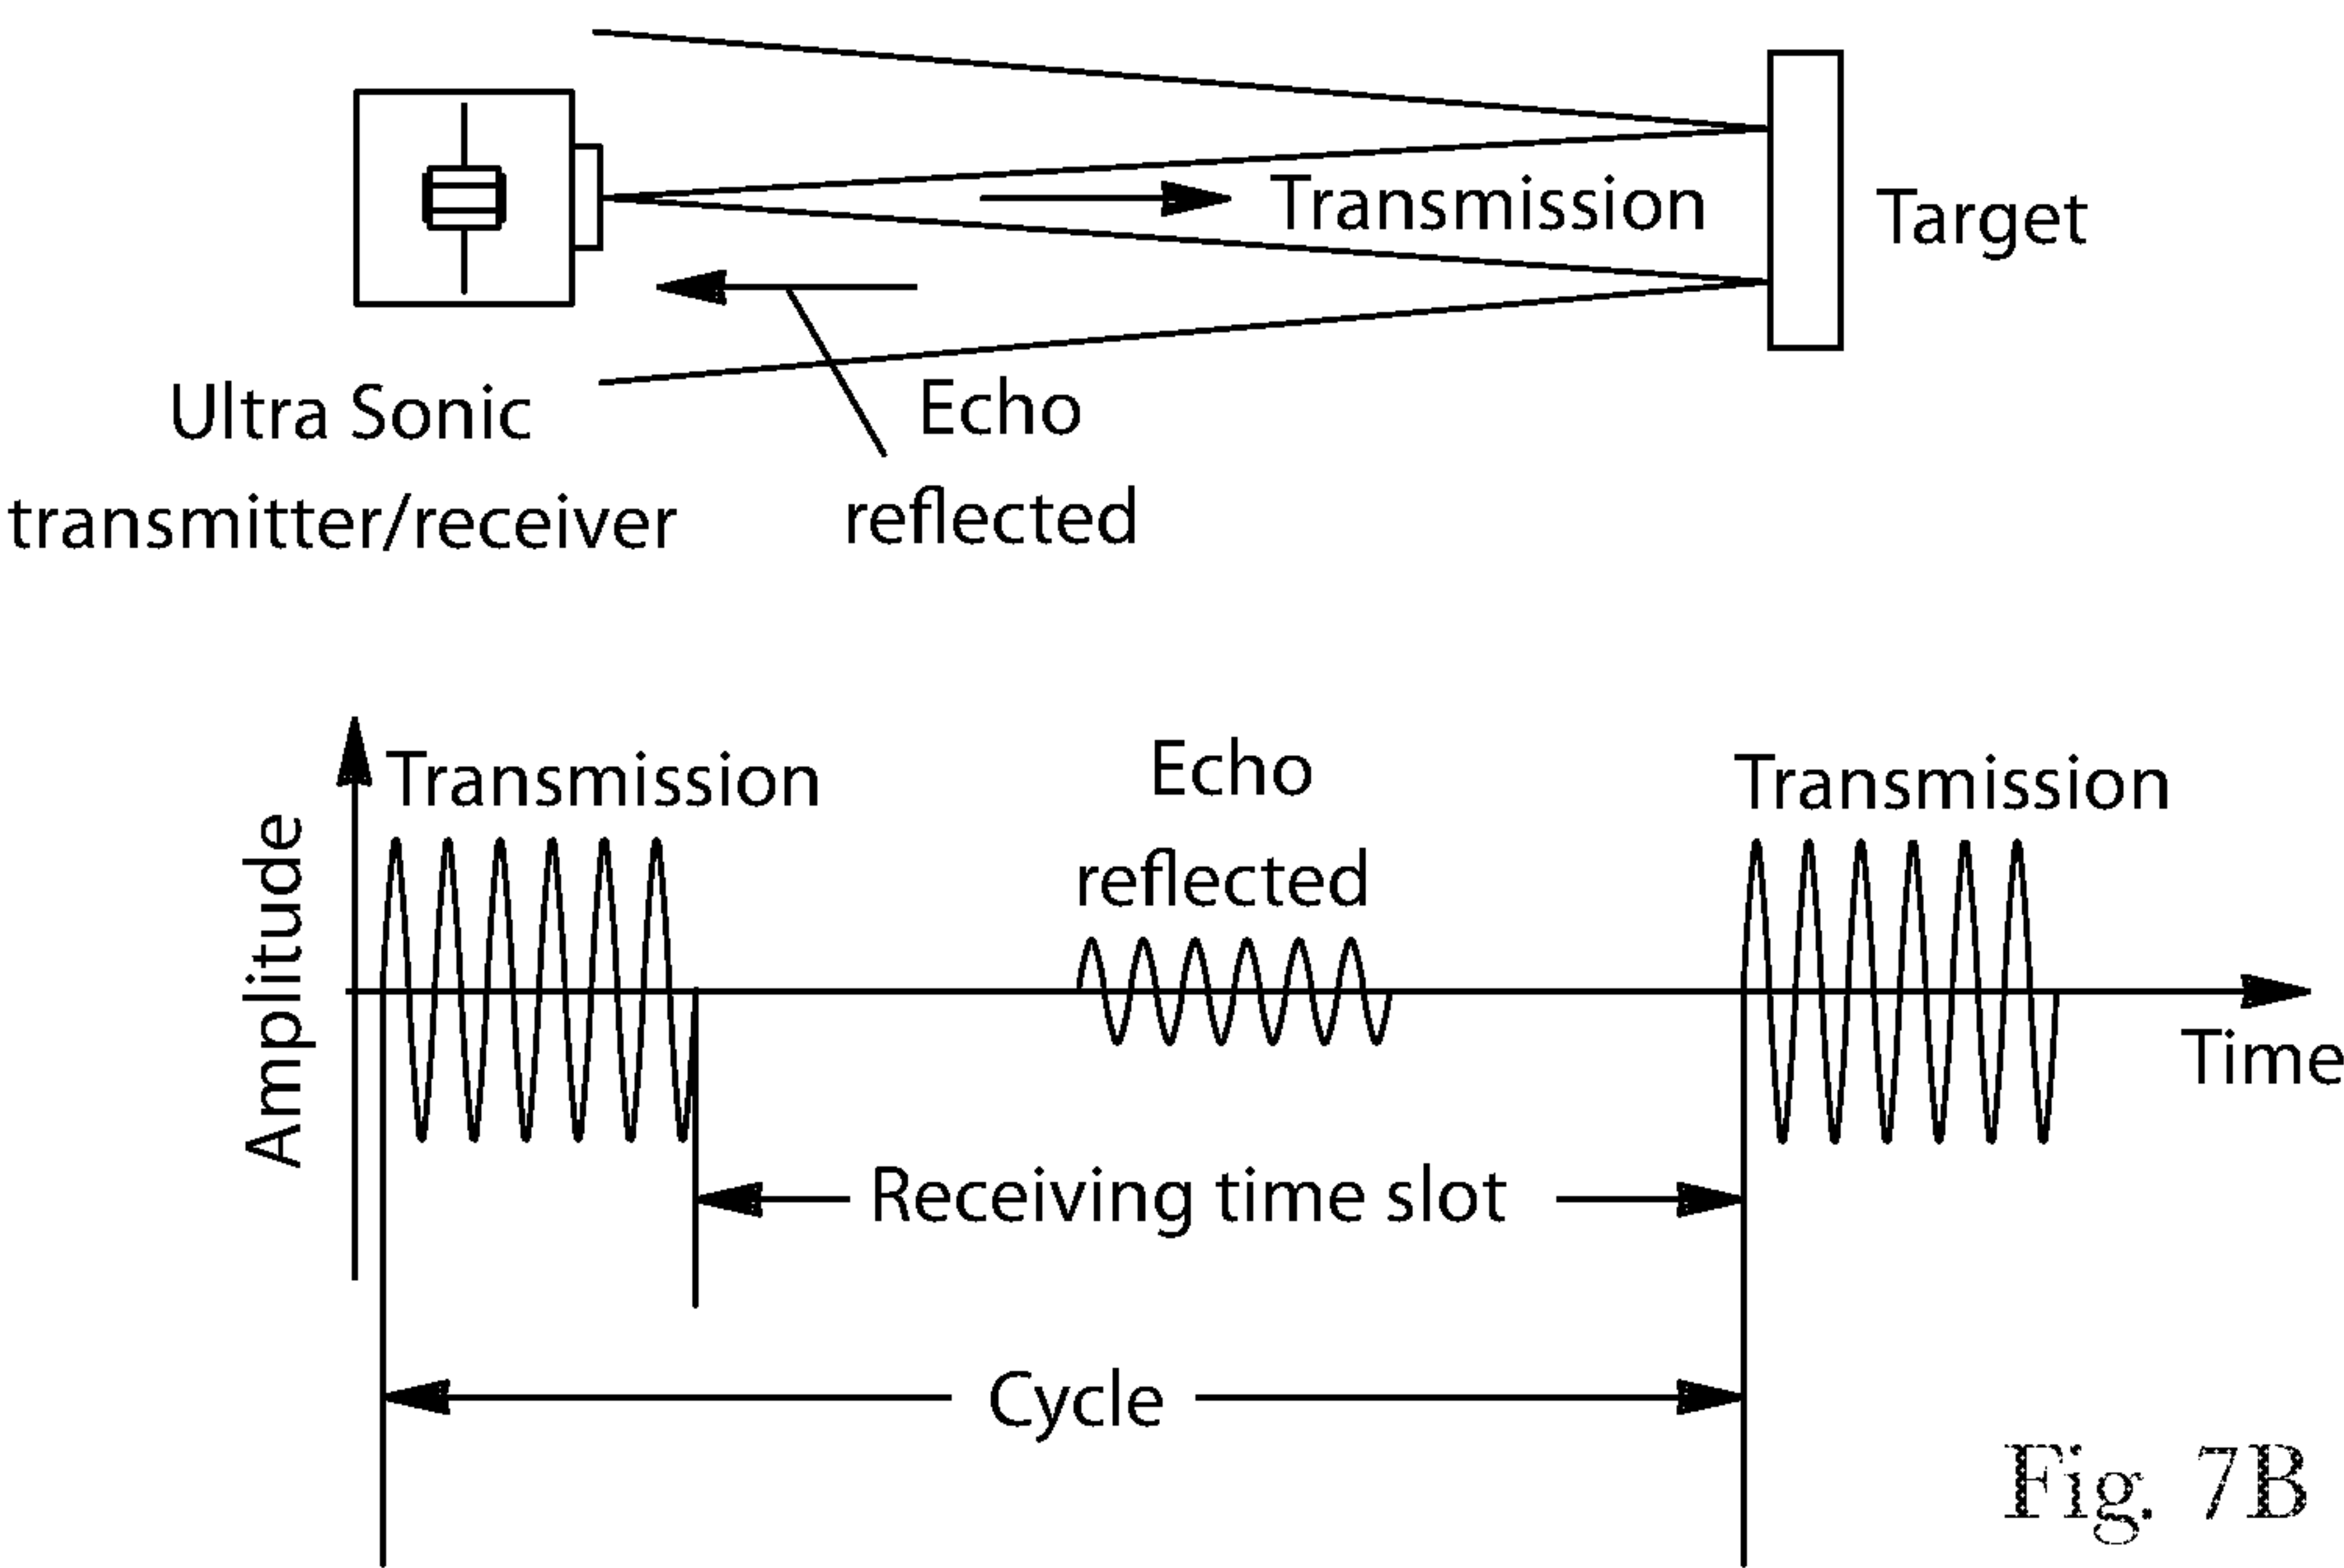 Transmission
Target
Ultra Sonic
transmitter/receiver
Echo
reflected
Transmission
Echo
reflected
Transmission
Amplitude
Time
Receiving time slot
Cycle
Fig. 7B